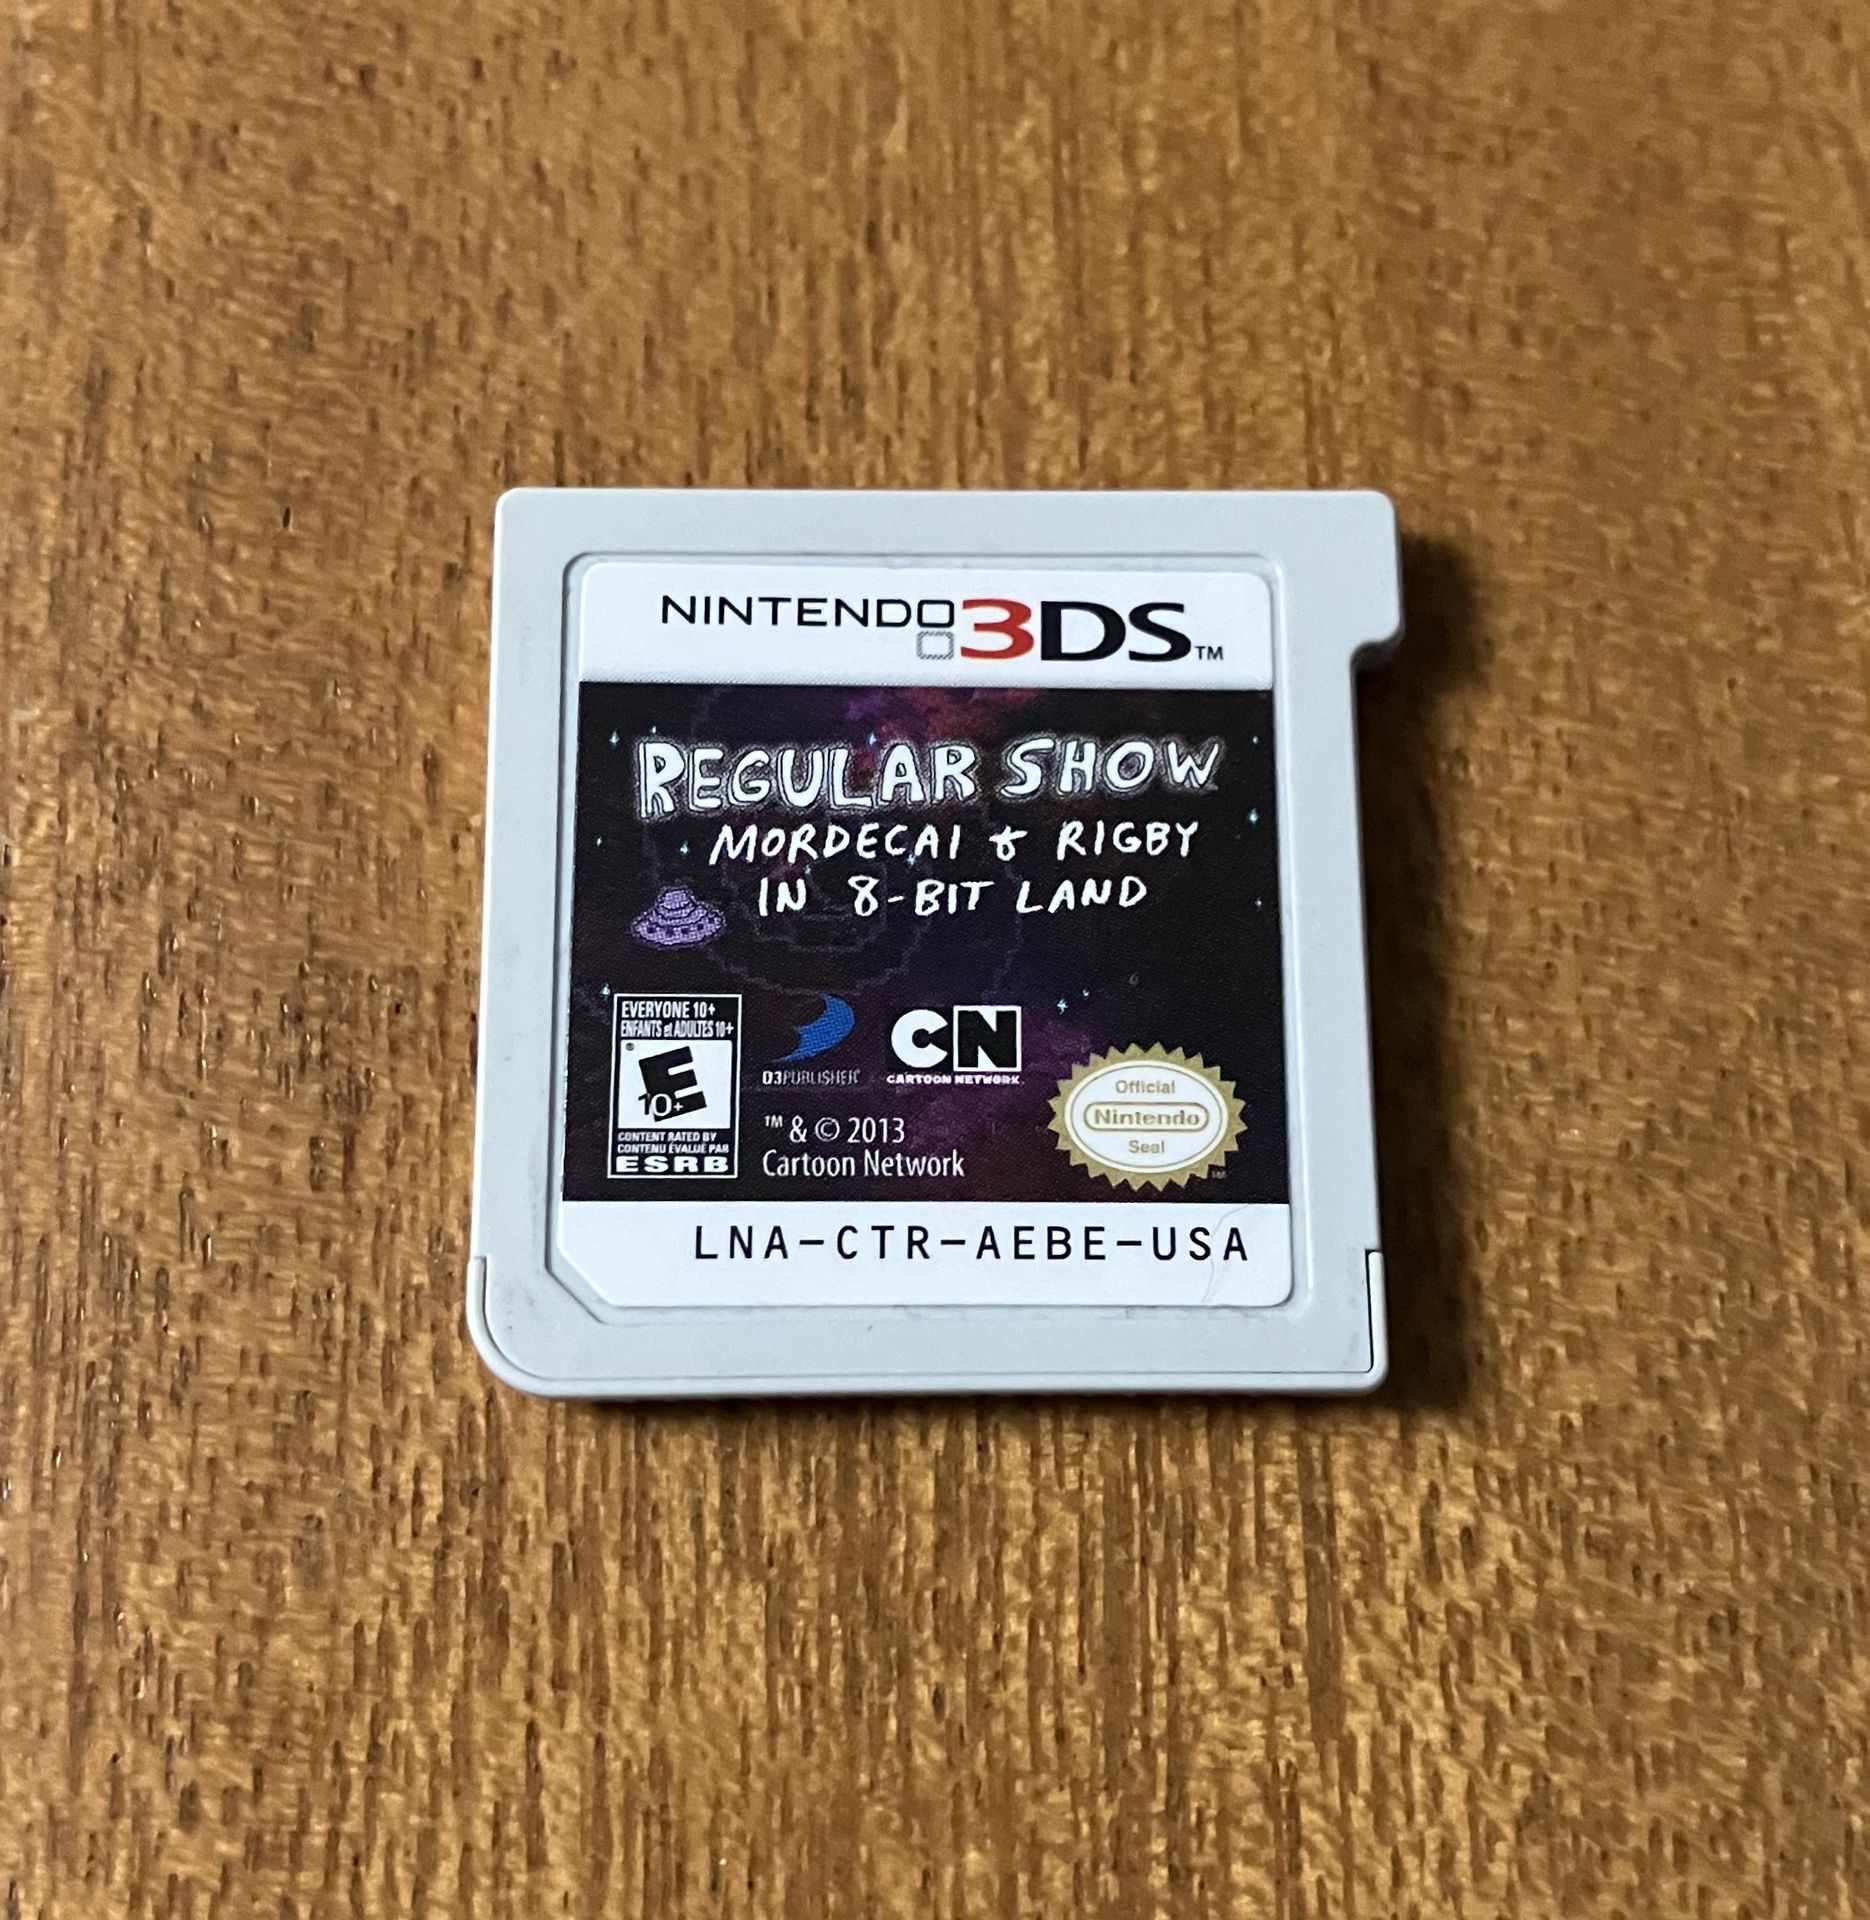 NINTENDO 3DS™
REGULAR SHOW
MORDECAI & RIGBY
IN 8-BIT LAND
EVERYONE 10+
ENFANTS et ADULTES 10+
®
E
10+
CONTENT RATED BY
CONTENU ÉVALUÉ PAR
ESRB
D3PUBLISHER®
CN
CARTOON NETWORK
™ & © 2013
Cartoon Network
Official
Nintendo
Seal
TM
LNA-CTR-AEBE-USA